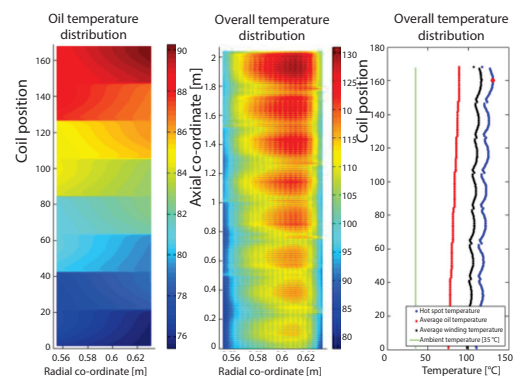 Oil temperature
distribution
Coil position
160
140
120
100
80
60
40
20
0
0.56 0.58 0.6 0.62
Radial co-ordinate [m]
90
88
86
84
82
80
78
76
Overall temperature
distribution
Axial co-ordinate [m]
2
1.8
1.6
1.4
1.2
1
0.8
0.6
0.4
0.2
0.56 0.58 0.6 0.62
Radial co-ordinate [m]
130
125
120
115
110
105
100
95
90
85
80
Overall temperature
distribution
Coil position
180
160
180
160
140
80
60
40
20
0
Hot spot temperature
Average oil temperature
Average winding temperature
Ambient temperature [35 °C]
0 50 100 150
Temperature [°C]